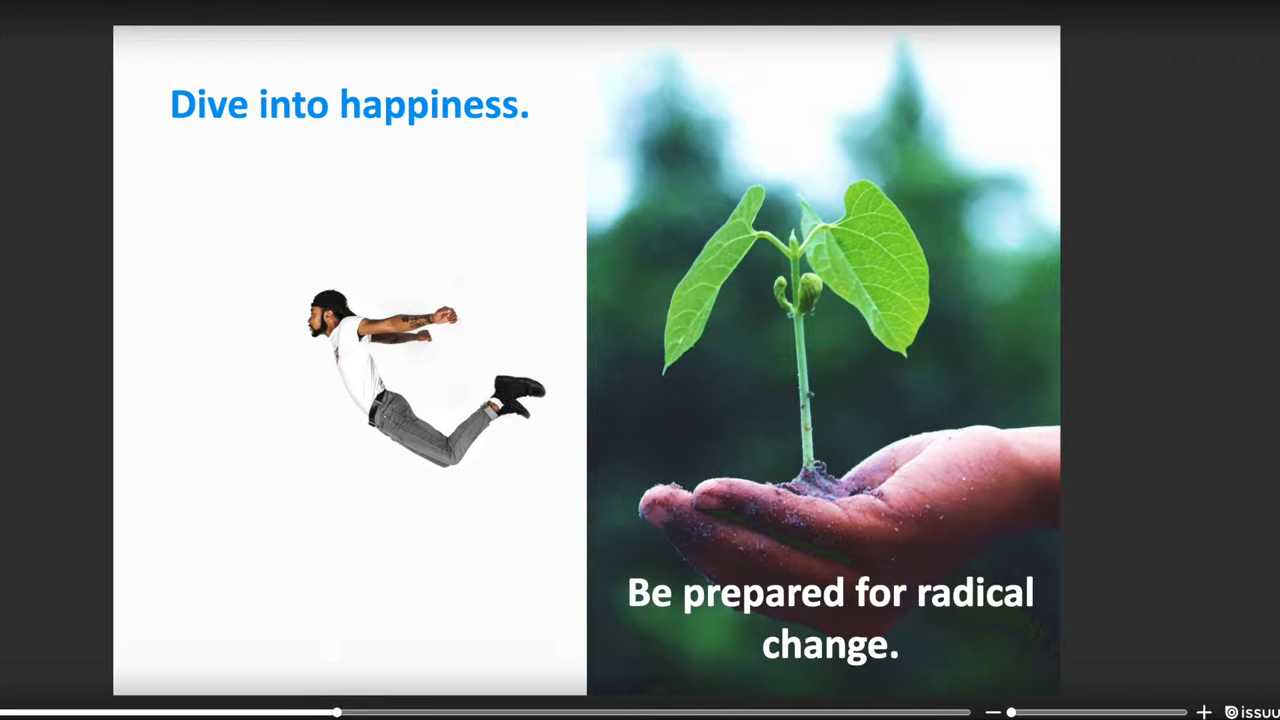 Dive into happiness.
Be prepared for radical
change.
issuu